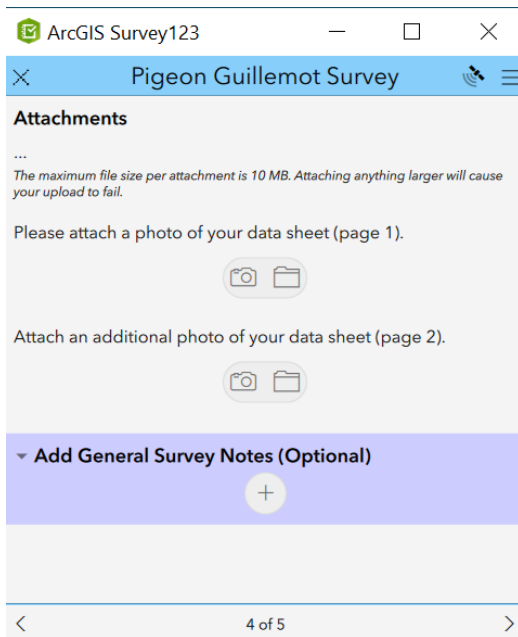 ArcGIS Survey123
Pigeon Guillemot Survey
Attachments
...
The maximum file size per attachment is 10 MB. Attaching anything larger will cause
your upload to fail.
Please attach a photo of your data sheet (page 1).
Attach an additional photo of your data sheet (page 2).
Add General Survey Notes (Optional)
4 of 5